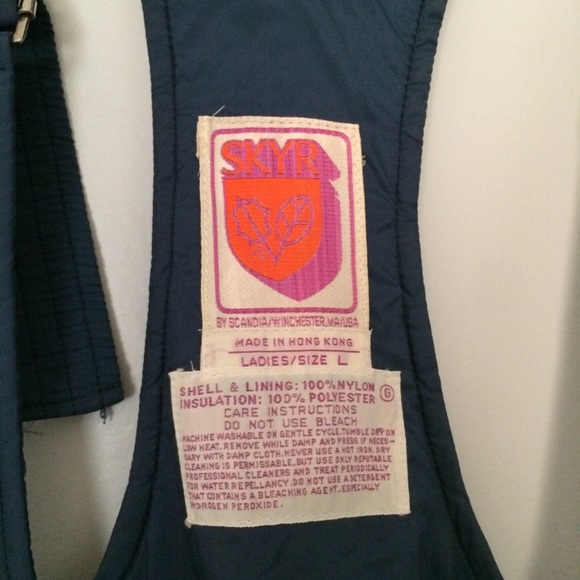 SKYR
BY SCANDIA/WINCHESTER,MA/USA
MADE IN HONG KONG
LADIES/SIZE L
SHELL & LINING: 100% NYLON
INSULATION: 100% POLYESTER G
CARE INSTRUCTIONS
DO NOT USE BLEACH
MACHINE WASHABLE ON GENTLE CYCLE.TUMBLE DRY ON
LOW HEAT. REMOVE WHILE DAMP AND PRESS IF NECES-
SARY WITH DAMP CLOTH. NEVER USE A HOT IRON. DRY
CLEANING IS PERMISSABLE, BUT USE ONLY REPUTABLE
PROFESSIONAL CLEANERS AND TREAT PERIODICALLY
FOR WATER REPELLANCY. DO NOT USE A DETERGENT
THAT CONTAINS A BLEACHING AGENT, ESPECIALLY
HYDROGEN PEROXIDE.